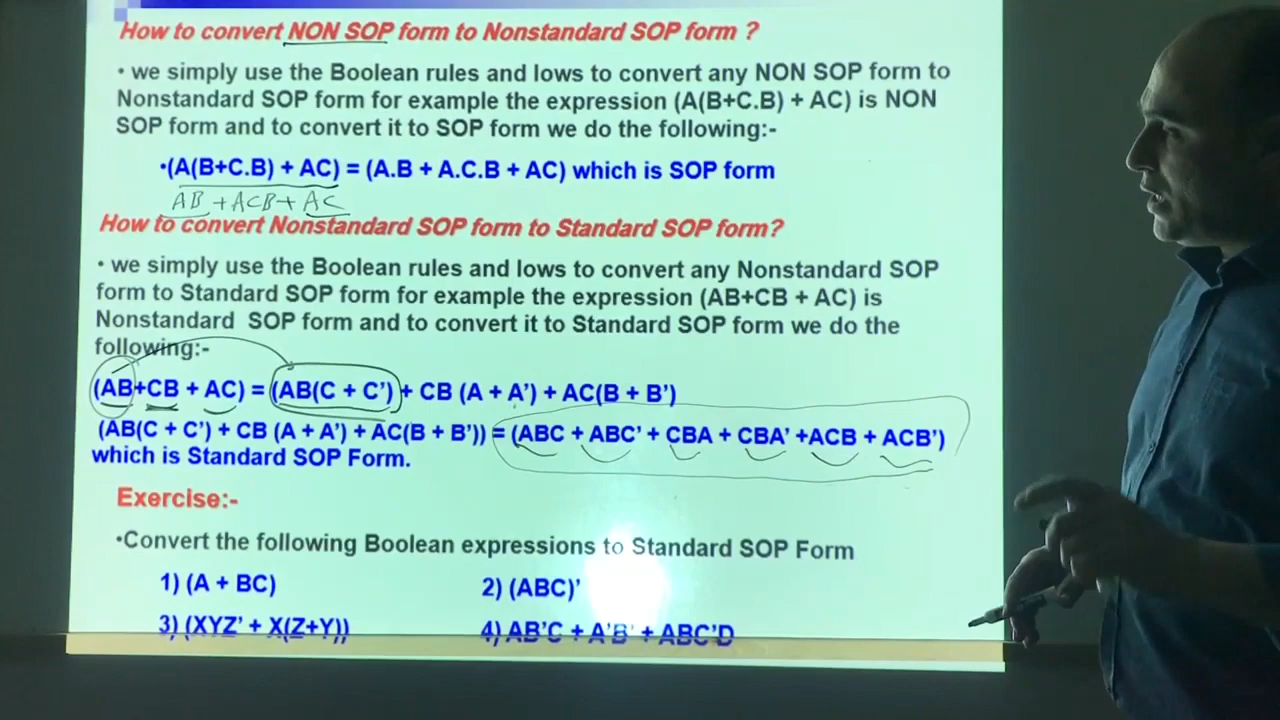 How to convert NON SOP form to Nonstandard SOP form ?
• we simply use the Boolean rules and lows to convert any NON SOP form to
Nonstandard SOP form for example the expression (A(B+C.B) + AC) is NON
SOP form and to convert it to SOP form we do the following:-
•(A(B+C.B) + AC) = (A.B + A.C.B + AC) which is SOP form
AB + ACB + AC
How to convert Nonstandard SOP form to Standard SOP form?
• we simply use the Boolean rules and lows to convert any Nonstandard SOP
form to Standard SOP form for example the expression (AB+CB + AC) is
Nonstandard SOP form and to convert it to Standard SOP form we do the
following:-
(AB+CB + AC) = (AB(C + C’) + CB (A + A’) + AC(B + B’)
(AB(C + C’) + CB (A + A’) + AC(B + B’)) = (ABC + ABC’ + CBA + CBA’ +ACB + ACB’)
which is Standard SOP Form.
Exercise:-
•Convert the following Boolean expressions to Standard SOP Form
1) (A + BC) 2) (ABC)’
3) (XYZ’ + X(Z+Y)) 4) AB’C + A’B’ + ABC’D